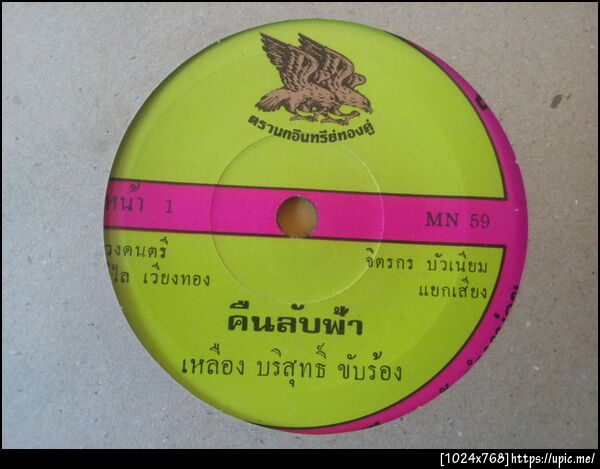 ตรานกอินทรีย์ทองคู่
หน้า 1
MN 59
วงดนตรี
เวียงทอง
จิตรกร บัวเนียม
แยกเสียง
คืนลับฟ้า
เหลือง บริสุทธิ์ ขับร้อง
[1024x768]https://upic.me/